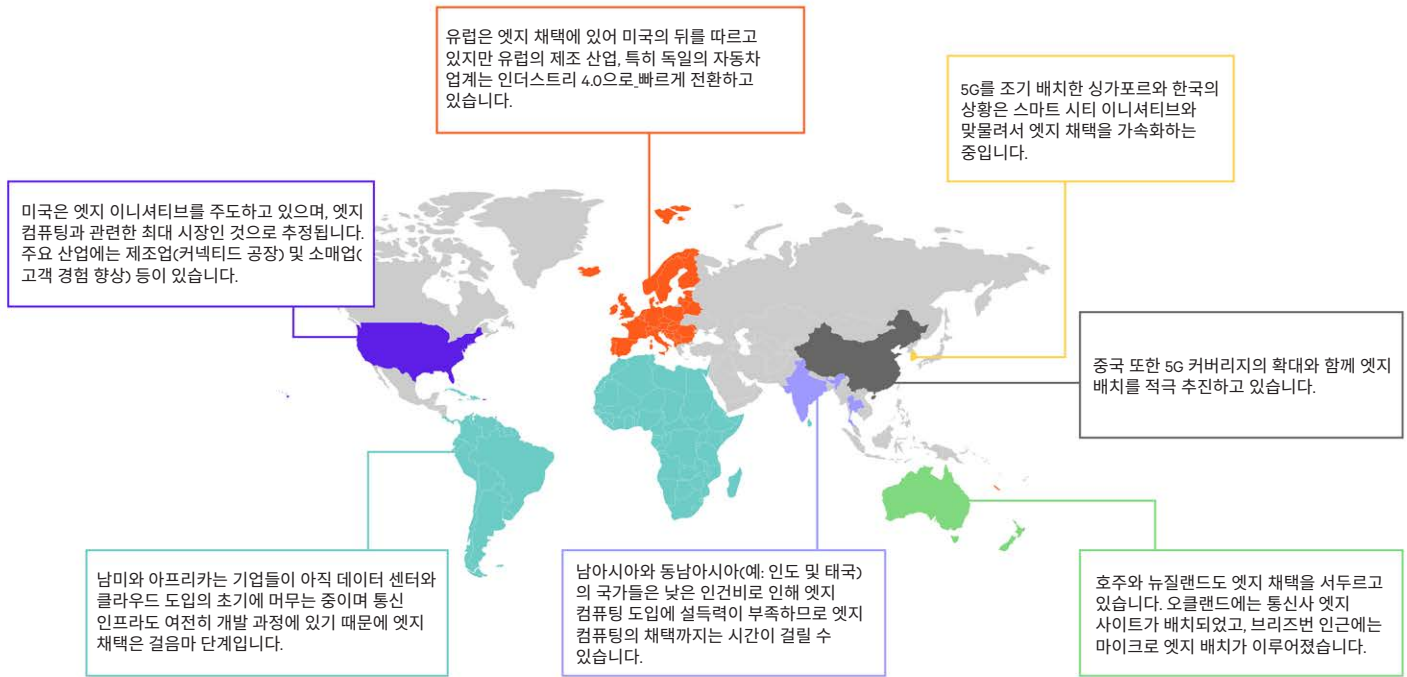 유럽은 엣지 채택에 있어 미국의 뒤를 따르고
있지만 유럽의 제조 산업, 특히 독일의 자동차
업계는 인더스트리 4.0으로 빠르게 전환하고
있습니다.
5G를 조기 배치한 싱가포르와 한국의
상황은 스마트 시티 이니셔티브와
맞물려서 엣지 채택을 가속화하는
중입니다.
미국은 엣지 이니셔티브를 주도하고 있으며, 엣지
컴퓨팅과 관련한 최대 시장인 것으로 추정됩니다.
주요 산업에는 제조업(커넥티드 공장) 및 소매업(
고객 경험 향상) 등이 있습니다.
중국 또한 5G 커버리지의 확대와 함께 엣지
배치를 적극 추진하고 있습니다.
남미와 아프리카는 기업들이 아직 데이터 센터와
클라우드 도입의 초기에 머무는 중이며 통신
인프라도 여전히 개발 과정에 있기 때문에 엣지
채택은 걸음마 단계입니다.
남아시아와 동남아시아(예: 인도 및 태국)
의 국가들은 낮은 인건비로 인해 엣지
컴퓨팅 도입에 설득력이 부족하므로 엣지
컴퓨팅의 채택까지는 시간이 걸릴 수
있습니다.
호주와 뉴질랜드도 엣지 채택을 서두르고
있습니다. 오클랜드에는 통신사 엣지
사이트가 배치되었고, 브리즈번 인근에는
마이크로 엣지 배치가 이루어졌습니다.